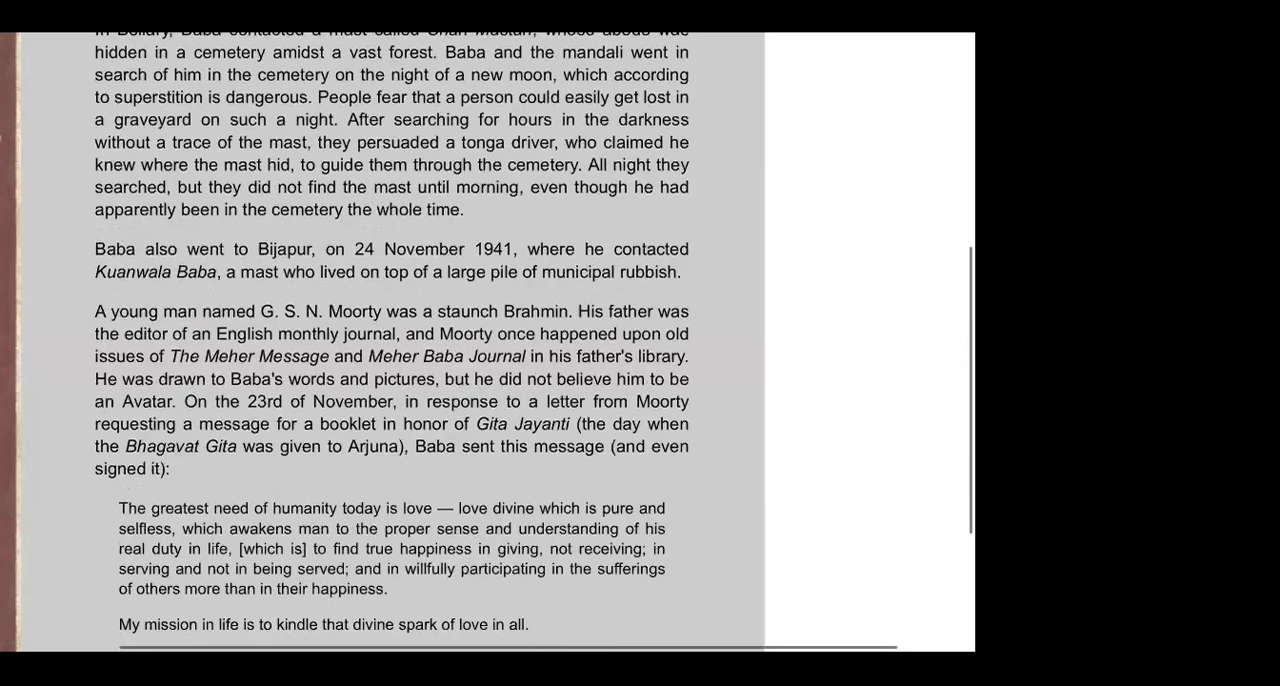 In Bellary, Baba contacted a mast called Chan Mastan, whose abode was
hidden in a cemetery amidst a vast forest. Baba and the mandali went in
search of him in the cemetery on the night of a new moon, which according
to superstition is dangerous. People fear that a person could easily get lost in
a graveyard on such a night. After searching for hours in the darkness
without a trace of the mast, they persuaded a tonga driver, who claimed he
knew where the mast hid, to guide them through the cemetery. All night they
searched, but they did not find the mast until morning, even though he had
apparently been in the cemetery the whole time.
Baba also went to Bijapur, on 24 November 1941, where he contacted
Kuanwala Baba, a mast who lived on top of a large pile of municipal rubbish.
A young man named G. S. N. Moorty was a staunch Brahmin. His father was
the editor of an English monthly journal, and Moorty once happened upon old
issues of The Meher Message and Meher Baba Journal in his father's library.
He was drawn to Baba's words and pictures, but he did not believe him to be
an Avatar. On the 23rd of November, in response to a letter from Moorty
requesting a message for a booklet in honor of Gita Jayanti (the day when
the Bhagavat Gita was given to Arjuna), Baba sent this message (and even
signed it):
The greatest need of humanity today is love — love divine which is pure and
selfless, which awakens man to the proper sense and understanding of his
real duty in life, [which is] to find true happiness in giving, not receiving; in
serving and not in being served; and in willfully participating in the sufferings
of others more than in their happiness.
My mission in life is to kindle that divine spark of love in all.